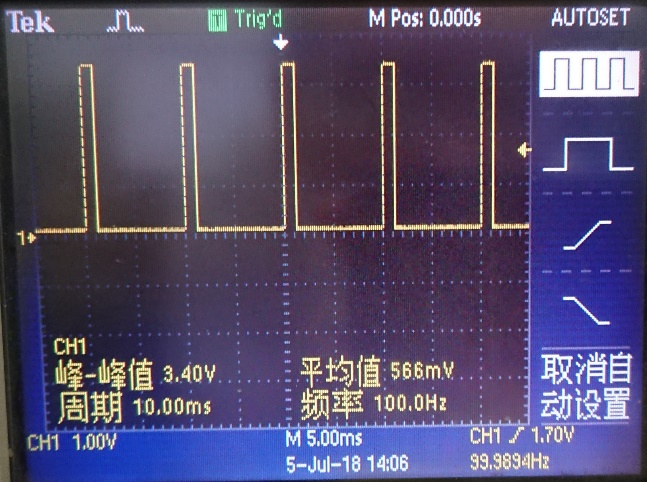 Tek Trig'd M Pos: 0.000s AUTOSET
1
CH1
峰-峰值 3.40V 平均值 566mV
周期 10.00ms 频率 100.0Hz
取消自
动设置
CH1 1.00V M 5.00ms CH1 1.70V
5-Jul-18 14:06 99.9894Hz